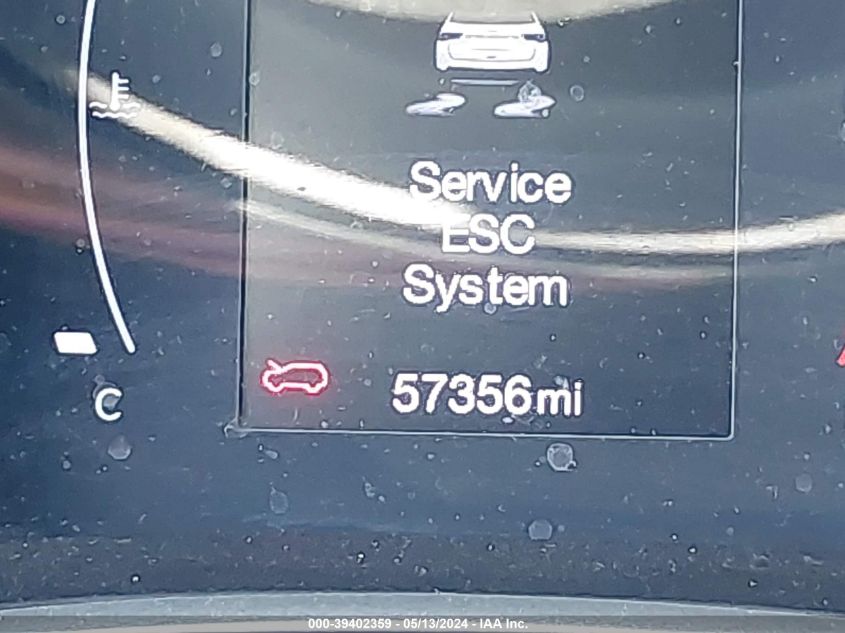 Service
ESC
System
57356mi
C
000-39402359 - 05/13/2024 - IAA Inc.